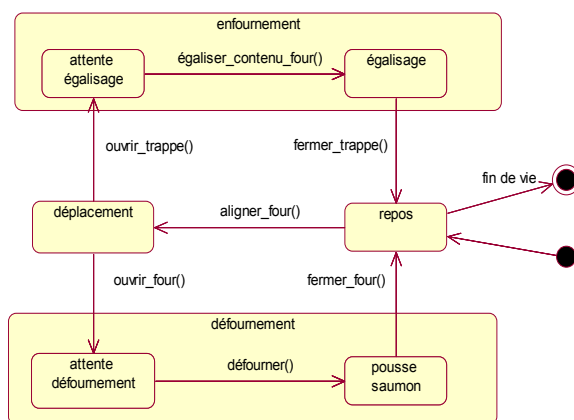 enfournement
attente
égalisage
égaliser_contenu_four()
égalisage
ouvrir_trappe()
fermer_trappe()
fin de vie
déplacement
aligner_four()
repos
ouvrir_four()
fermer_four()
défournement
attente
défournement
défourner()
pousse
saumon